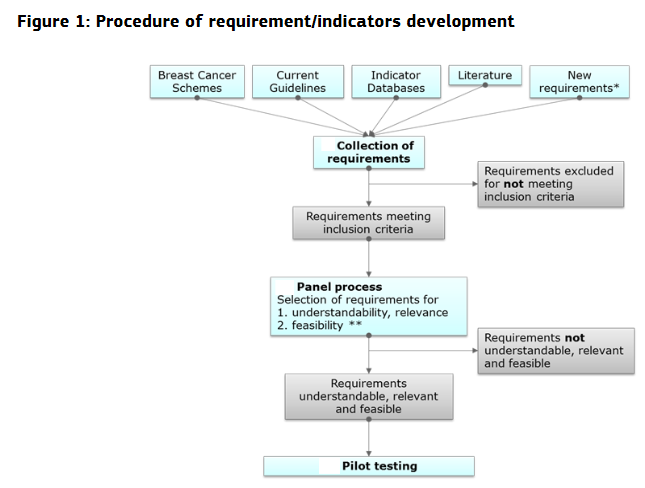 Figure 1: Procedure of requirement/indicators development
Breast Cancer
Schemes
Current
Guidelines
Indicator
Databases
Literature
New
requirements*
Collection of
requirements
Requirements excluded
for not meeting
inclusion criteria
Requirements meeting
inclusion criteria
Panel process
Selection of requirements for
1. understandability, relevance
2. feasibility **
Requirements not
understandable, relevant
and feasible
Requirements
understandable, relevant
and feasible
Pilot testing